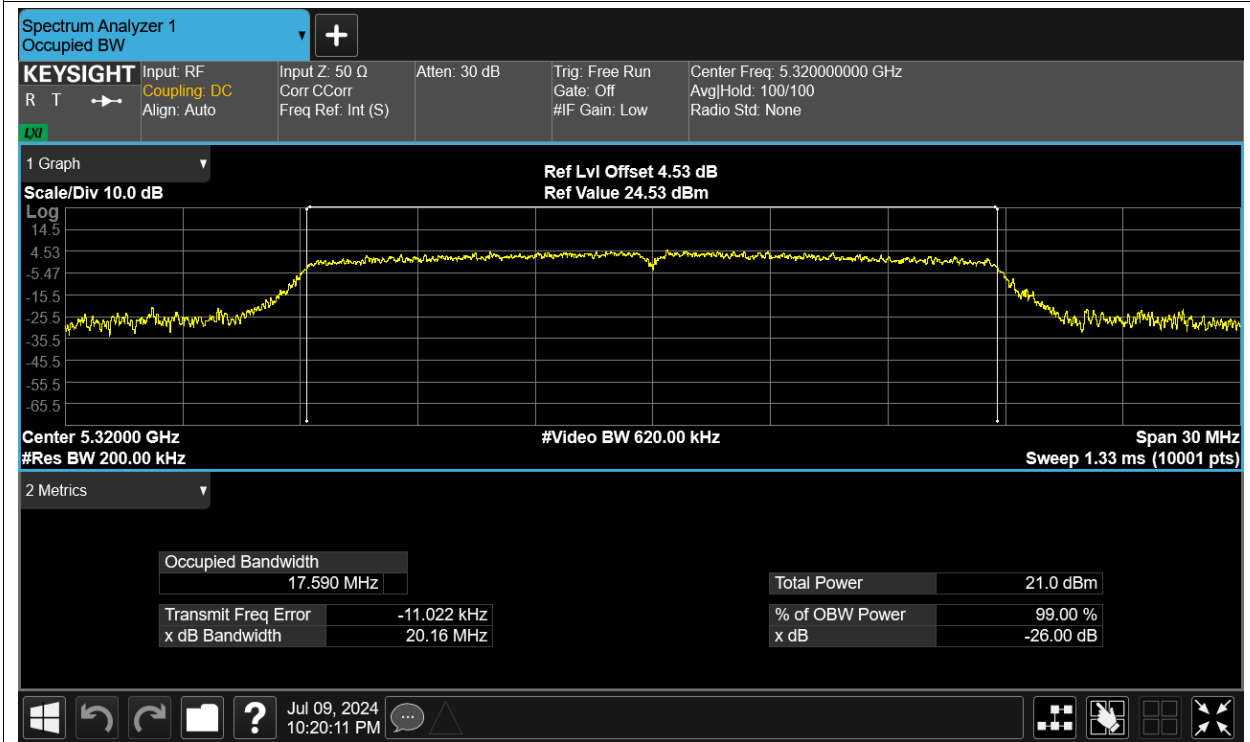 Spectrum Analyzer 1
Occupied BW
KEYSIGHT Input: RF Input Z: 50 Ω Atten: 30 dB Trig: Free Run Center Freq: 5.320000000 GHz
R T Coupling: DC Corr CCorr Gate: Off Avg|Hold: 100/100
Align: Auto Freq Ref: Int (S) #IF Gain: Low Radio Std: None
LXI
1 Graph Ref Lvl Offset 4.53 dB
Scale/Div 10.0 dB Ref Value 24.53 dBm
Log
14.5
4.53
-5.47
-15.5
-25.5
-35.5
-45.5
-55.5
-65.5
Center 5.32000 GHz #Video BW 620.00 kHz Span 30 MHz
#Res BW 200.00 kHz Sweep 1.33 ms (10001 pts)
2 Metrics
Occupied Bandwidth
17.590 MHz Total Power 21.0 dBm
Transmit Freq Error -11.022 kHz % of OBW Power 99.00 %
x dB Bandwidth 20.16 MHz x dB -26.00 dB
? Jul 09, 2024
10:20:11 PM